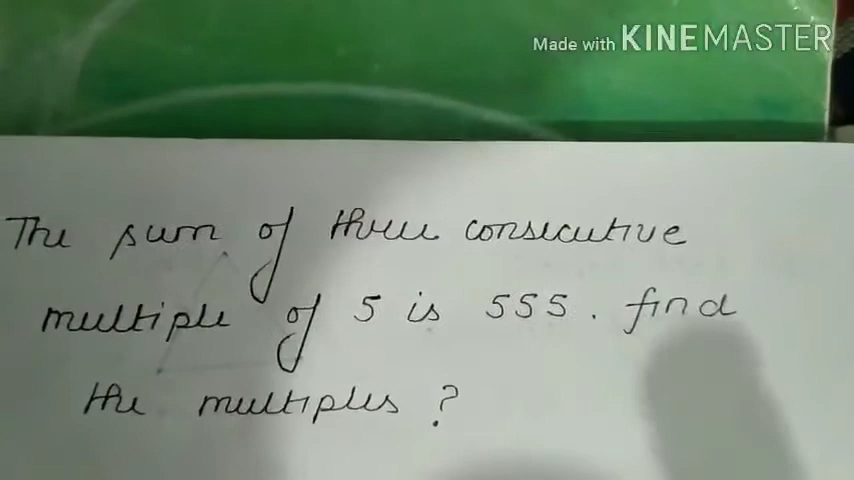 Made with KINEMASTER
The sum of three consecutive
multiple of 5 is 555. find
the multiples ?